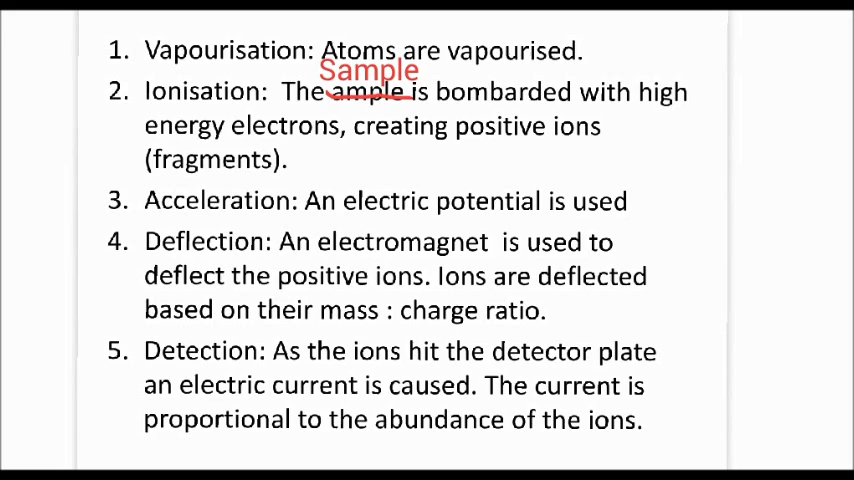 1. Vapourisation: Atoms are vapourised.
Sample
2. Ionisation: The ample is bombarded with high
energy electrons, creating positive ions
(fragments).
3. Acceleration: An electric potential is used
4. Deflection: An electromagnet is used to
deflect the positive ions. Ions are deflected
based on their mass : charge ratio.
5. Detection: As the ions hit the detector plate
an electric current is caused. The current is
proportional to the abundance of the ions.